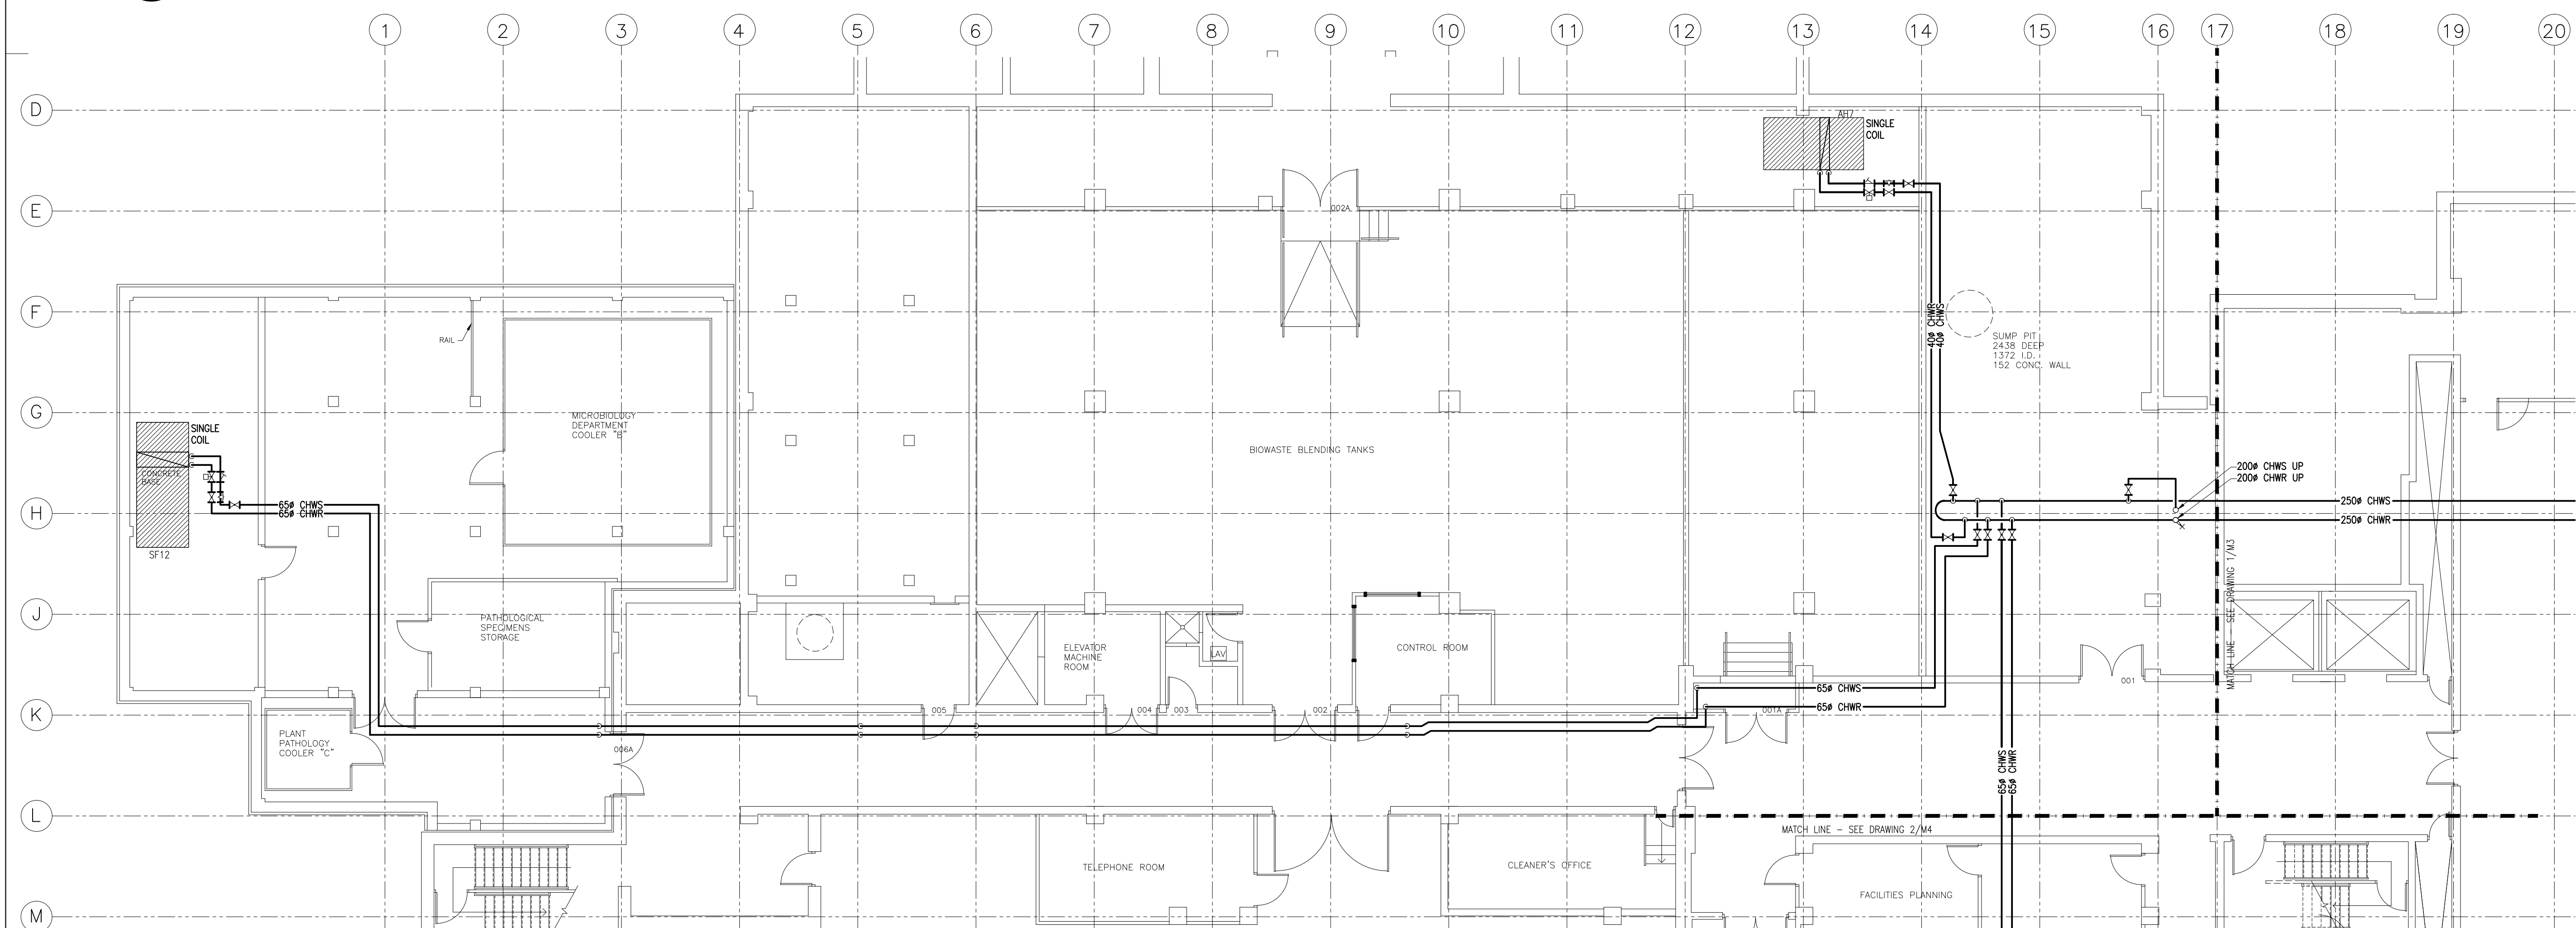 1
2
3
4
5
6
7
8
9
10
11
12
13
14
15
16
17
18
19
20
D
E
F
G
H
J
K
L
M
AH7
SINGLE
COIL
002A
40ø CHWR
40ø CHWS
SUMP PIT
2438 DEEP
1372 I.D.
152 CONC. WALL
RAIL
MICROBIOLOGY
DEPARTMENT
COOLER "B"
SINGLE
COIL
CONCRETE
BASE
SF12
65ø CHWS
65ø CHWR
BIOWASTE BLENDING TANKS
200ø CHWS UP
200ø CHWR UP
250ø CHWS
250ø CHWR
MATCH LINE - SEE DRAWING 1/M3
PATHOLOGICAL
SPECIMENS
STORAGE
ELEVATOR
MACHINE
ROOM
LAV
CONTROL ROOM
65ø CHWS
65ø CHWR
001
001A
005
004
003
002
006A
PLANT
PATHOLOGY
COOLER "C"
65ø CHWS
65ø CHWR
MATCH LINE - SEE DRAWING 2/M4
TELEPHONE ROOM
CLEANER'S OFFICE
FACILITIES PLANNING